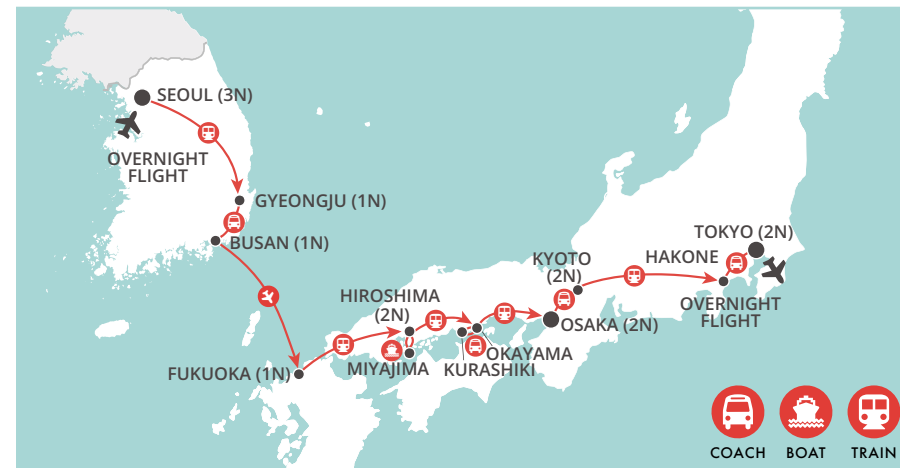 SEOUL (3N)
OVERNIGHT
FLIGHT
GYEONGJU (1N)
BUSAN (1N)
FUKUOKA (1N)
HIROSHIMA
(2N)
MIYAJIMA
OKAYAMA
KURASHIKI
KYOTO
(2N)
OSAKA (2N)
HAKONE
TOKYO (2N)
OVERNIGHT
FLIGHT
COACH
BOAT
TRAIN